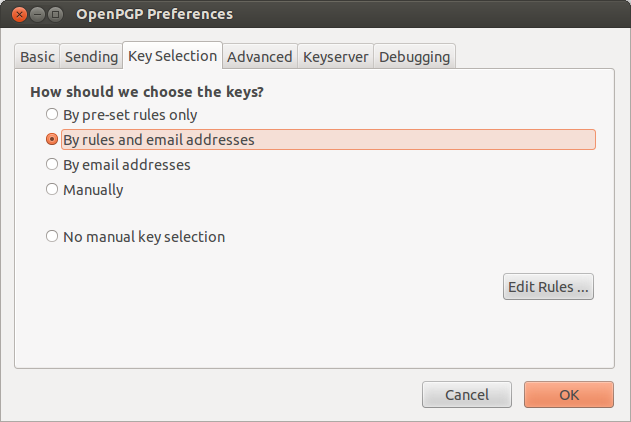 OpenPGP Preferences
Basic Sending Key Selection Advanced Keyserver Debugging
How should we choose the keys?
By pre-set rules only
By rules and email addresses
By email addresses
Manually
No manual key selection
Edit Rules ...
Cancel OK